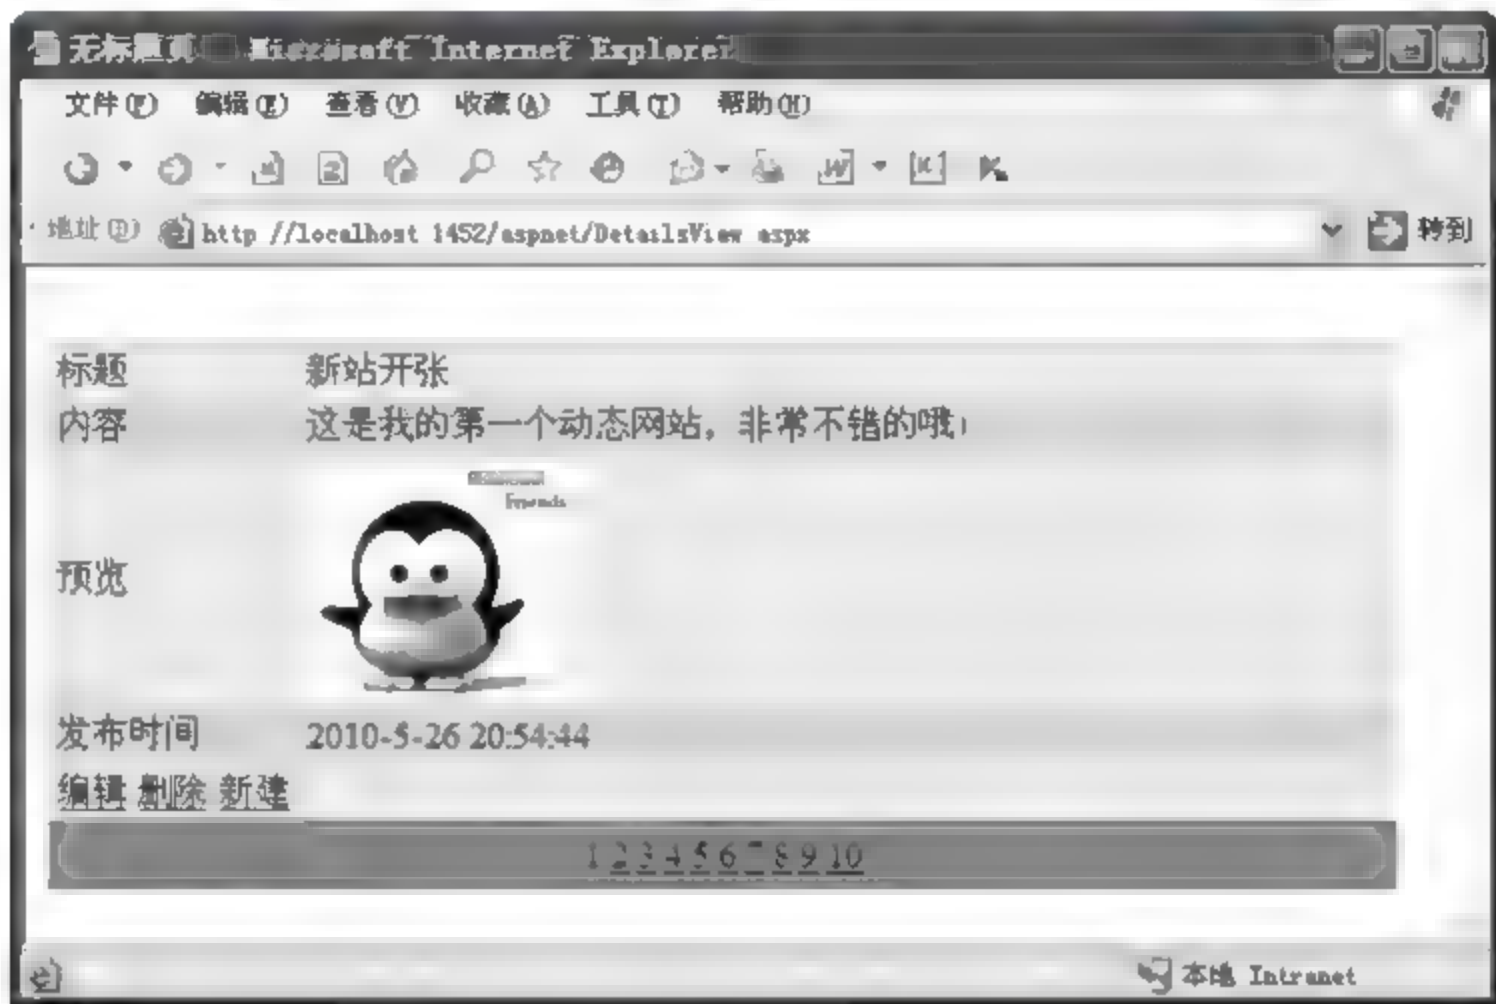 无标题页 Microsoft Internet Explorer
文件(F) 编辑(E) 查看(V) 收藏(A) 工具(T) 帮助(H)
地址(D) http //localhost 1452/aspnet/DetailsView aspx 转到
标题 新站开张
内容 这是我的第一个动态网站，非常不错的哦!
Friends
预览
发布时间 2010-5-26 20:54:44
编辑 删除 新建
1 2 3 4 5 6 7 8 9 10
本地 Intranet